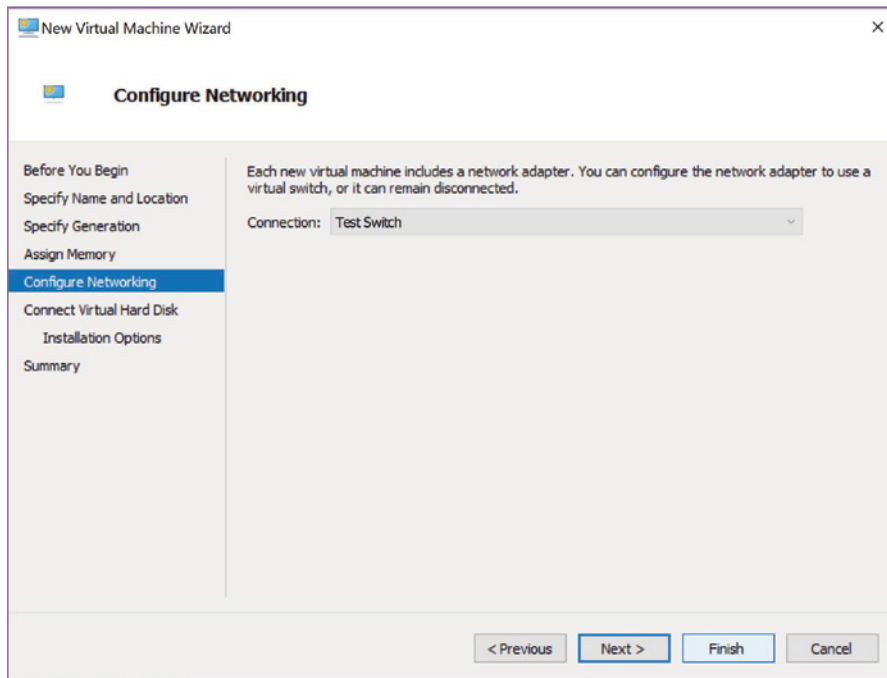 New Virtual Machine Wizard
Configure Networking
Before You Begin
Specify Name and Location
Specify Generation
Assign Memory
Configure Networking
Connect Virtual Hard Disk
Installation Options
Summary
Each new virtual machine includes a network adapter. You can configure the network adapter to use a
virtual switch, or it can remain disconnected.
Connection: Test Switch
< Previous Next > Finish Cancel